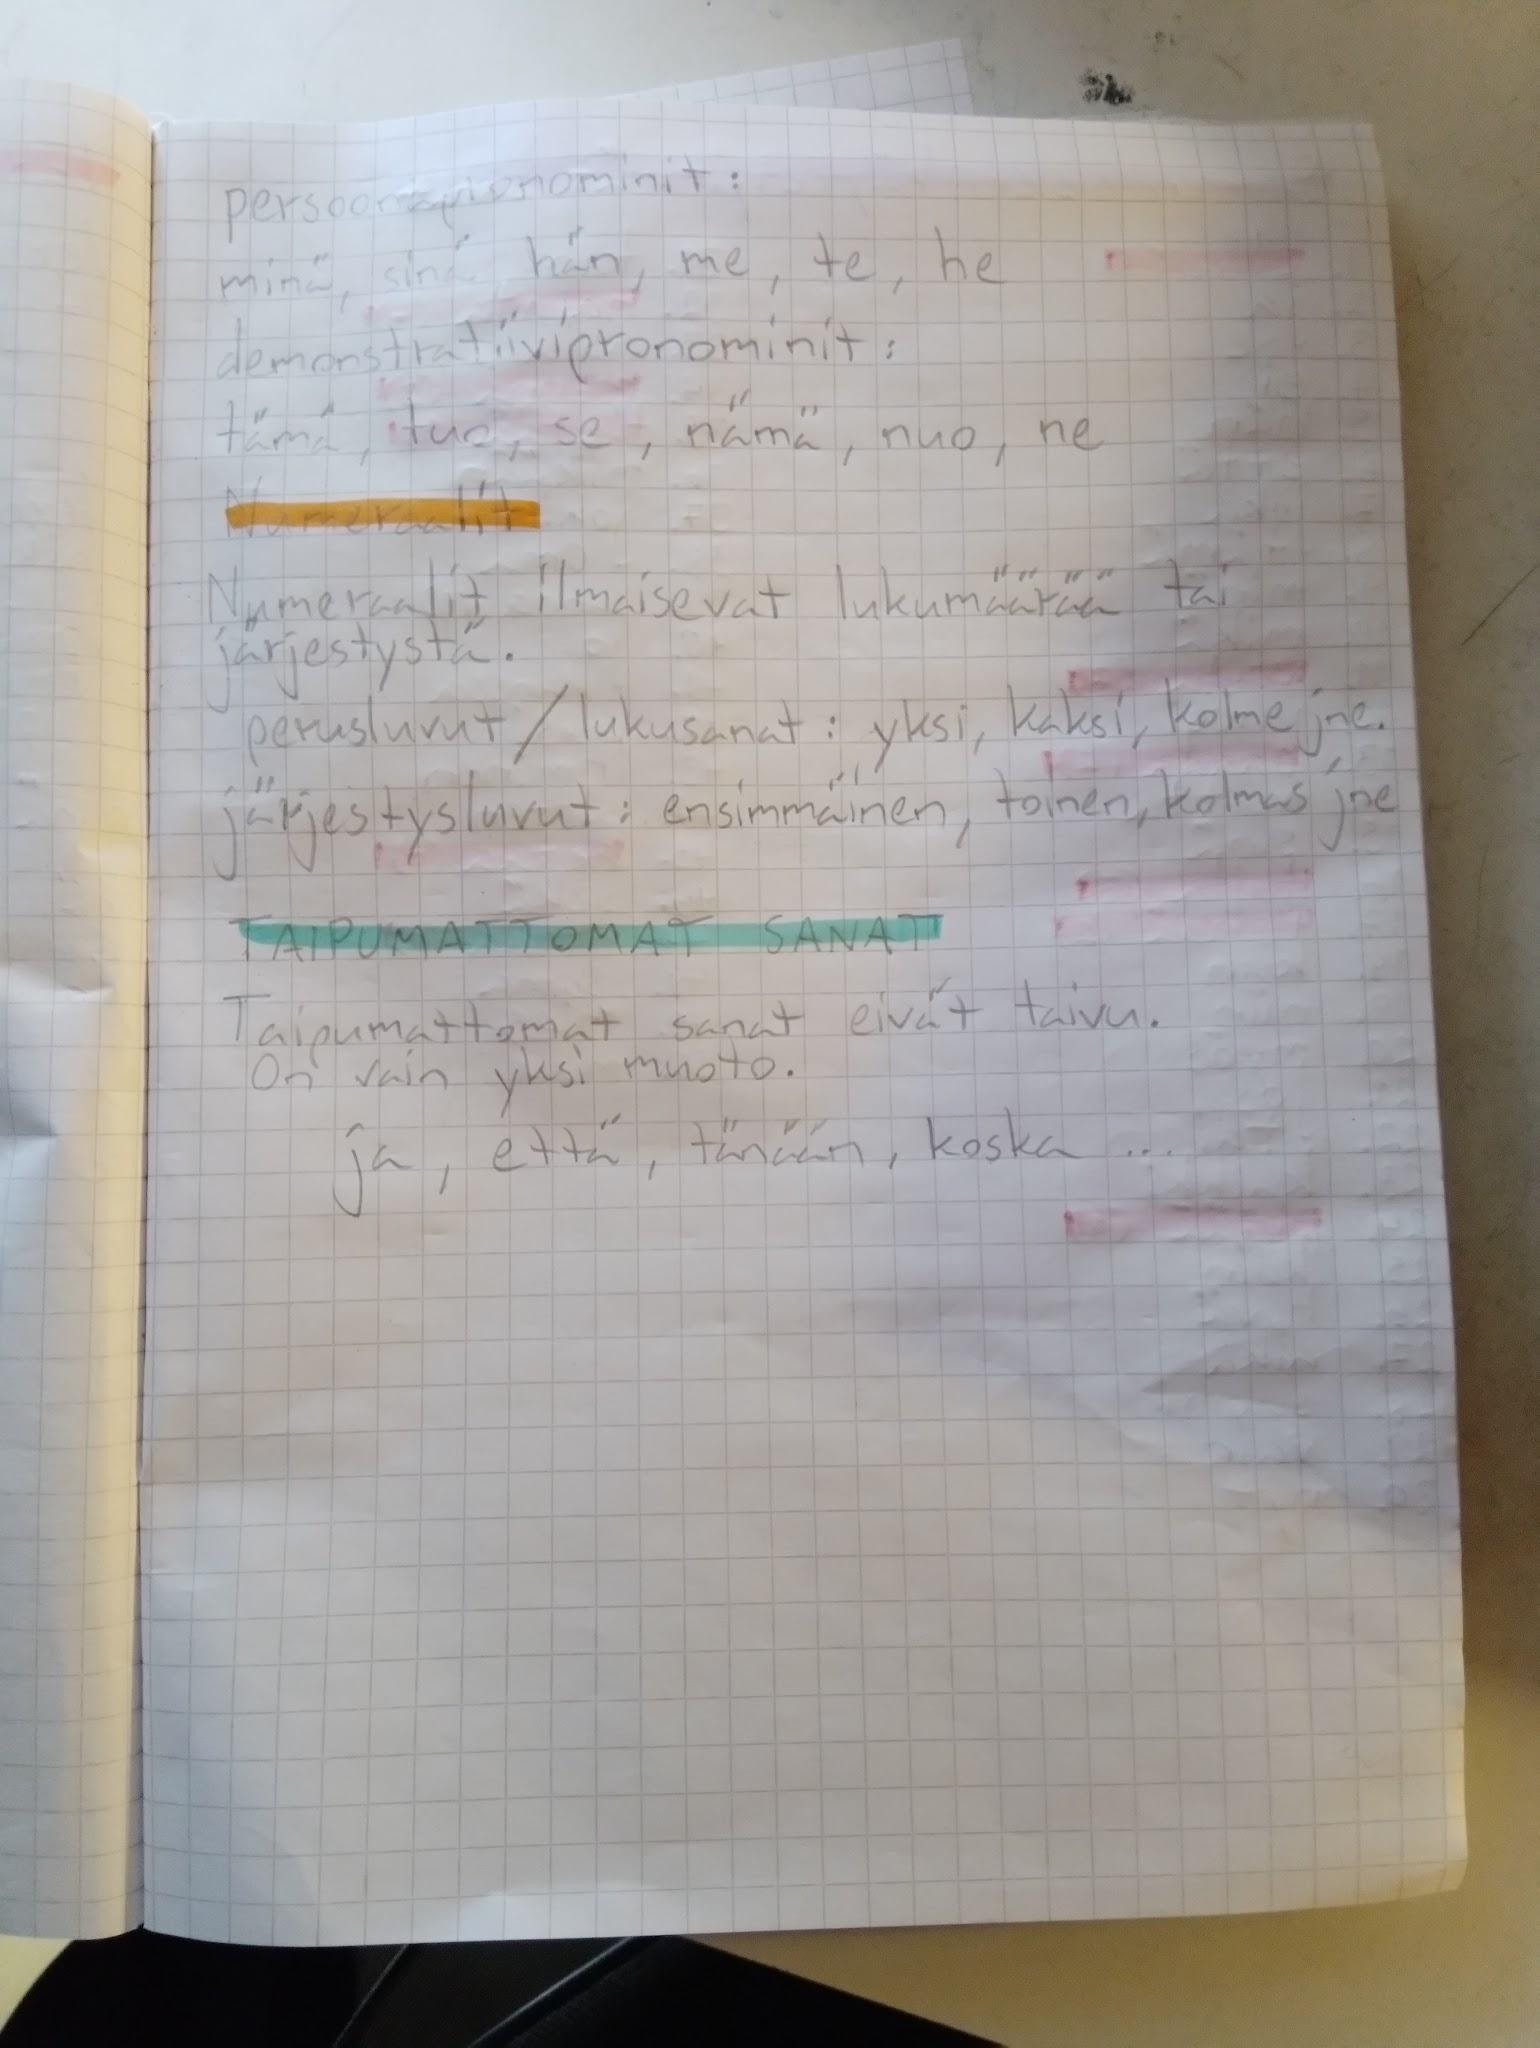 persoonapronominit:
minä, sinä hän, me, te, he
demonstratiivipronominit:
tämä, tuo, se, nämä, nuo, ne
Numeraalit
Numeraalit ilmaisevat lukumäärää tai
järjestystä.
perusluvut/lukusanat: yksi, kaksi, kolme jne.
järjestysluvut: ensimmäinen, toinen, kolmas jne
TAIPUMATTOMAT SANAT
Taipumattomat sanat eivät taivu.
On vain yksi muoto.
ja, että, tänään, koska ...